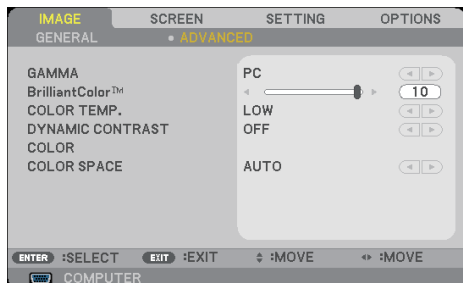 IMAGE SCREEN SETTING OPTIONS
GENERAL • ADVANCED
GAMMA PC
BrilliantColor™ 10
COLOR TEMP. LOW
DYNAMIC CONTRAST OFF
COLOR
COLOR SPACE AUTO
ENTER :SELECT EXIT :EXIT :MOVE :MOVE
COMPUTER